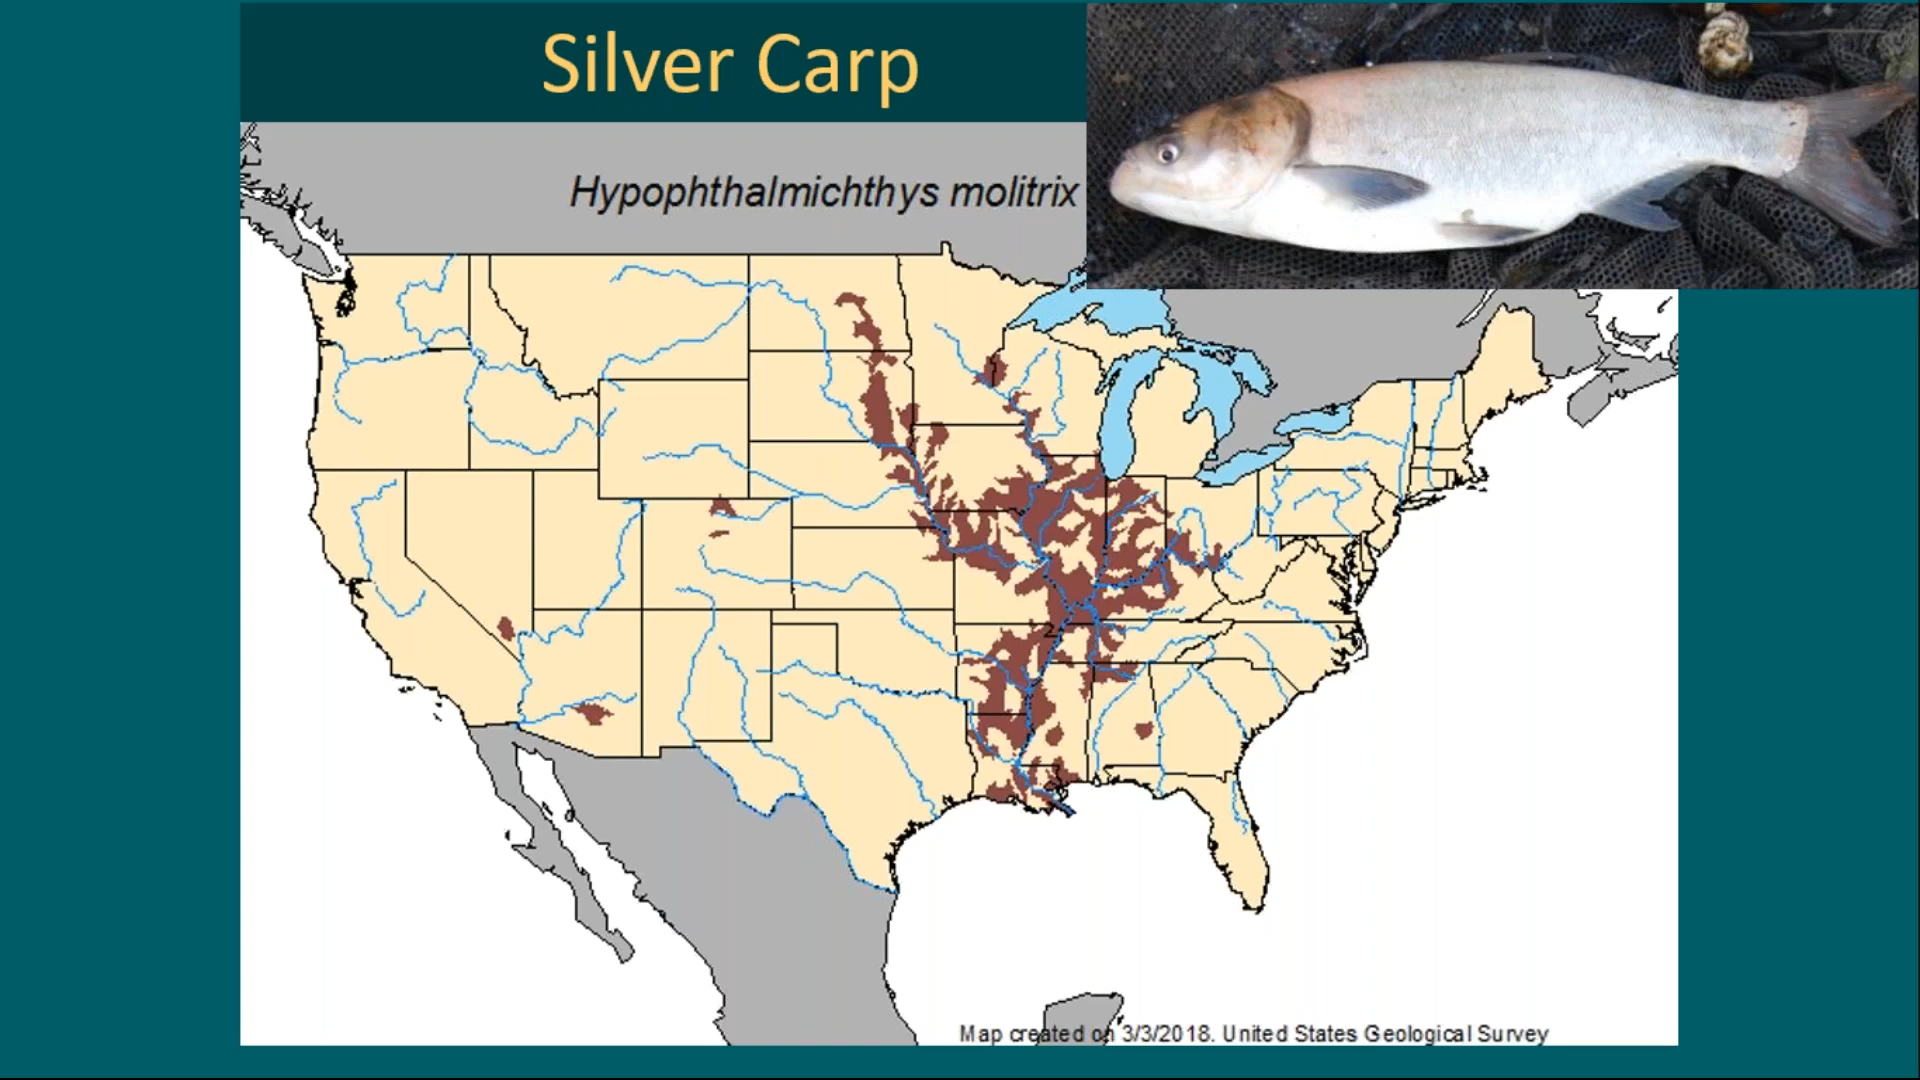 Silver Carp
Hypophthalmichthys molitrix
Map created on 3/3/2018. United States Geological Survey